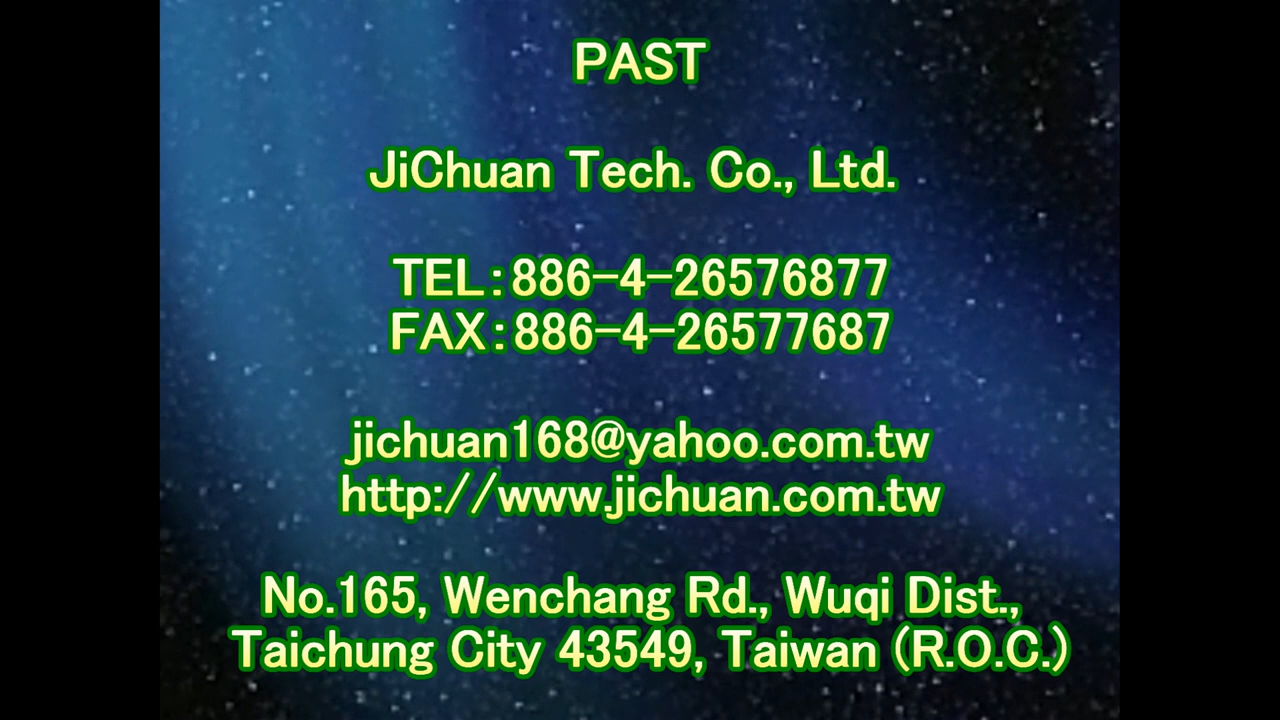 PAST
JiChuan Tech. Co., Ltd.
TEL:886-4-26576877
FAX:886-4-26577687
jichuan168@yahoo.com.tw
http://www.jichuan.com.tw
No.165, Wenchang Rd., Wuqi Dist.,
Taichung City 43549, Taiwan (R.O.C.)